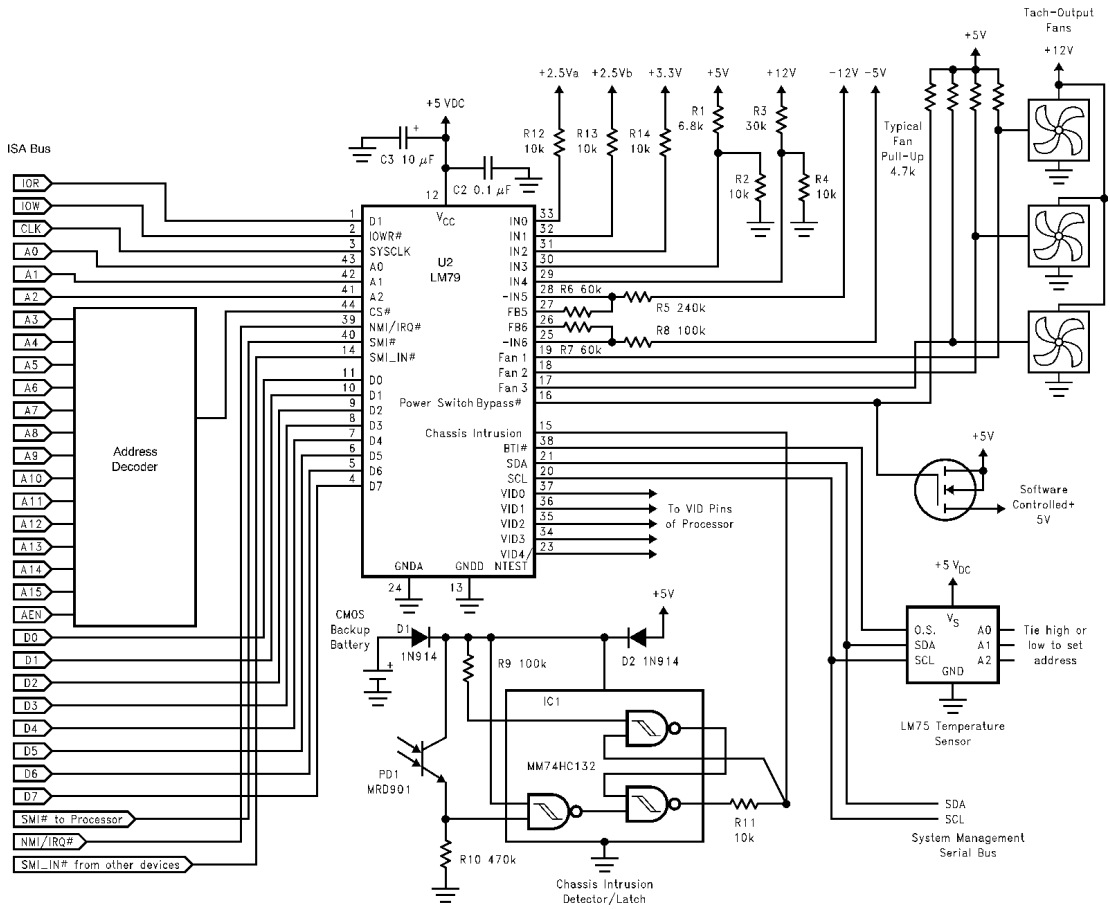 Tach-Output
Fans
+5V
+12V
+2.5Va
+2.5Vb
+3.3V
+5V
+12V
-12V
-5V
+5 VDC
C3 10 μF
+
C2 0.1 μF
R12
10k
R13
10k
R14
10k
R1
6.8k
R3
30k
R2
10k
R4
10k
Typical
Fan
Pull-Up
4.7k
ISA Bus
IOR
IOW
CLK
A0
A1
A2
A3
A4
A5
A6
A7
A8
A9
A10
A11
A12
A13
A14
A15
AEN
D0
D1
D2
D3
D4
D5
D6
D7
SMI# to Processor
NMI/IRQ#
SMI_IN# from other devices
Address
Decoder
12
VCC
U2
LM79
1 D1
2 IOWR#
3 SYSCLK
43 A0
42 A1
41 A2
44 CS#
39 NMI/IRQ#
40 SMI#
14 SMI_IN#
11 D0
10 D1
9 D2
8 D3
7 D4
6 D5
5 D6
4 D7
IN0 33
IN1 32
IN2 31
IN3 30
IN4 29
-IN5 28
FB5 27
FB6 26
-IN6 25
Fan 1 19
Fan 2 18
Fan 3 17
Power Switch Bypass# 16
Chassis Intrusion 15
BTI# 38
SDA 21
SCL 20
VID0 37
VID1 36
VID2 35
VID3 34
VID4/ 23
NTEST
GNDA
24
GNDD
13
R6 60k
R5 240k
R8 100k
R7 60k
To VID Pins
of Processor
+5V
Software
Controlled+
5V
+5 VDC
VS
O.S.
SDA
SCL
GND
A0
A1
A2
Tie high or
low to set
address
LM75 Temperature
Sensor
CMOS
Backup
Battery
+
D1
1N914
R9 100k
+5V
D2 1N914
IC1
MM74HC132
PD1
MRD901
R10 470k
R11
10k
Chassis Intrusion
Detector/Latch
SDA
SCL
System Management
Serial Bus